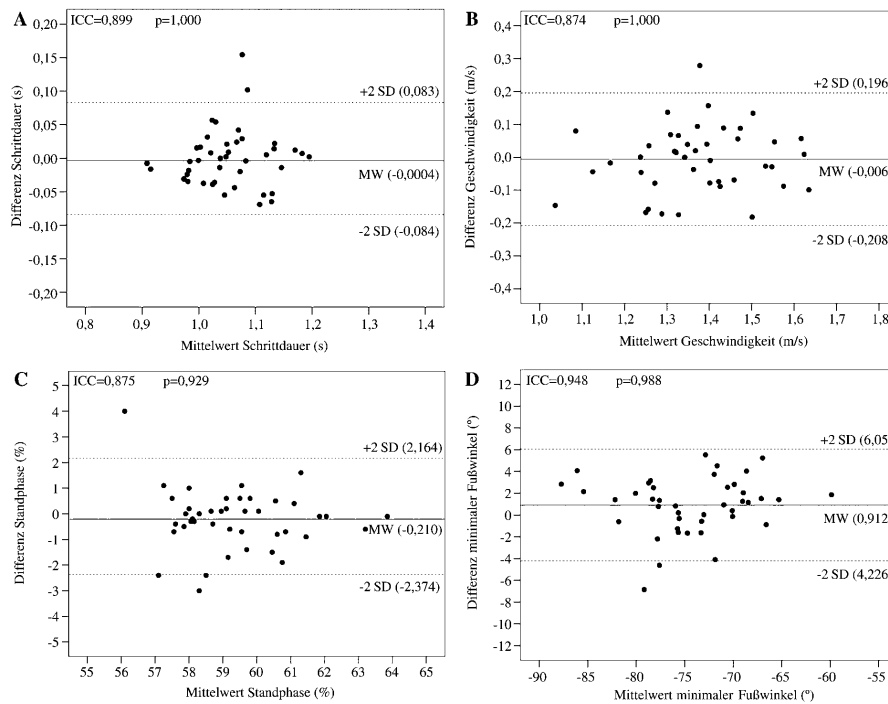 A
ICC=0,899 p=1,000
0,20
0,15
0,10
0,05
0,00
-0,05
-0,10
-0,15
-0,20
+2 SD (0,083)
MW (-0,0004)
-2 SD (-0,084)
Differenz Schrittdauer (s)
0,8 0,9 1,0 1,1 1,2 1,3 1,4
Mittelwert Schrittdauer (s)
B
ICC=0,874 p=1,000
0,4
0,3
0,2
0,1
0,0
-0,1
-0,2
-0,3
-0,4
+2 SD (0,196
MW (-0,006
-2 SD (-0,208
Differenz Geschwindigkeit (m/s)
1,0 1,1 1,2 1,3 1,4 1,5 1,6 1,7 1,8
Mittelwert Geschwindigkeit (m/s)
C
ICC=0,875 p=0,929
5
4
3
2
1
0
-1
-2
-3
-4
-5
+2 SD (2,164)
MW (-0,210)
-2 SD (-2,374)
Differenz Standphase (%)
55 56 57 58 59 60 61 62 63 64 65
Mittelwert Standphase (%)
D
ICC=0,948 p=0,988
12
10
8
6
4
2
0
-2
-4
-6
-8
-10
-12
+2 SD (6,05
MW (0,912
-2 SD (4,226
Differenz minimaler Fußwinkel (°)
-90 -85 -80 -75 -70 -65 -60 -55
Mittelwert minimaler Fußwinkel (°)